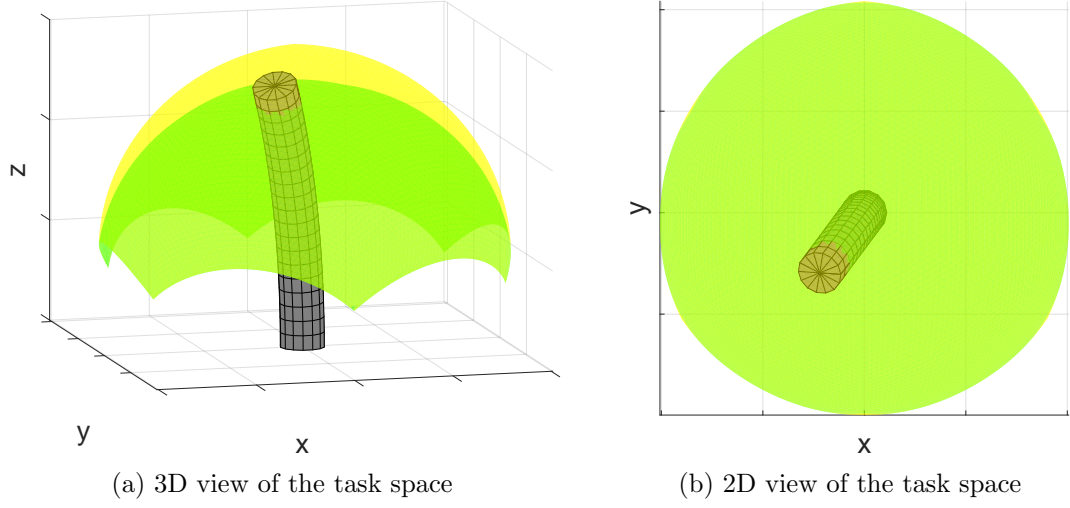 z
y
x
(a) 3D view of the task space
y
x
(b) 2D view of the task space